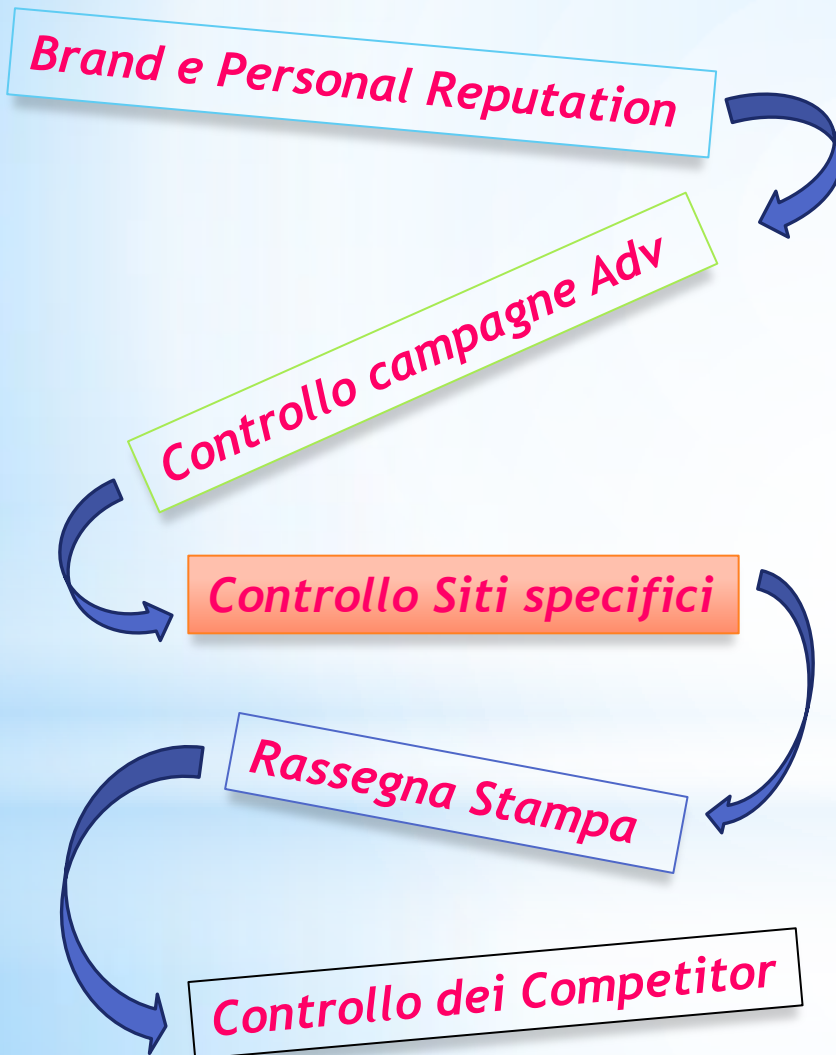 Brand e Personal Reputation
Controllo campagne Adv
Controllo Siti specifici
Rassegna Stampa
Controllo dei Competitor